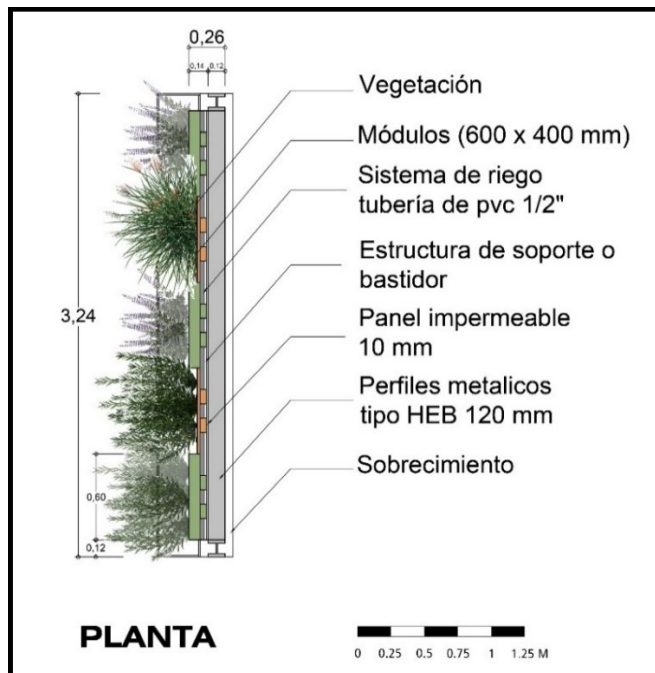 0,26
0,14 0,12
Vegetación
Módulos (600 x 400 mm)
Sistema de riego
tubería de pvc 1/2"
Estructura de soporte o
bastidor
3,24
Panel impermeable
10 mm
Perfiles metalicos
tipo HEB 120 mm
Sobrecimiento
0,60
0,12
PLANTA
0 0.25 0.5 0.75 1 1.25 M